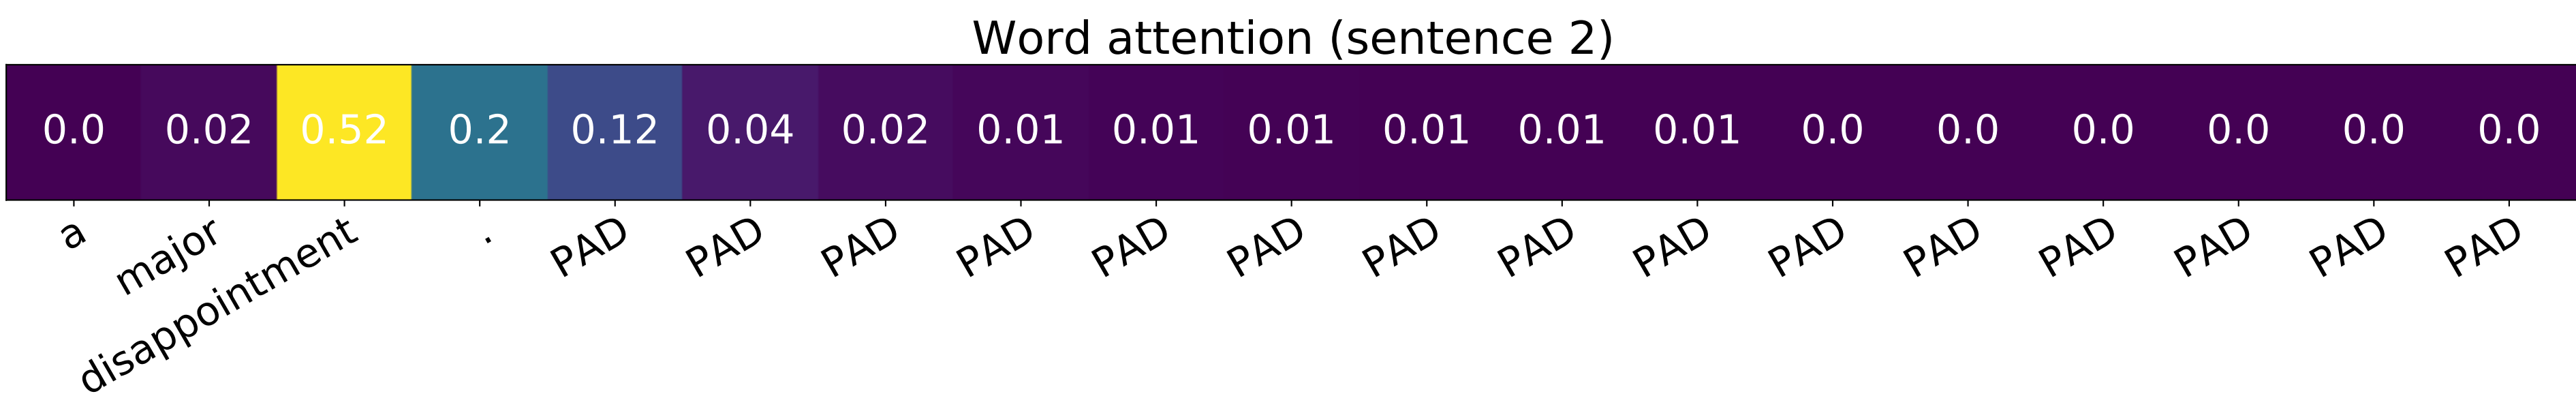 Word attention (sentence 2)
0.0 0.02 0.52 0.2 0.12 0.04 0.02 0.01 0.01 0.01 0.01 0.01 0.01 0.0 0.0 0.0 0.0 0.0 0.0
a major disappointment . PAD PAD PAD PAD PAD PAD PAD PAD PAD PAD PAD PAD PAD PAD PAD